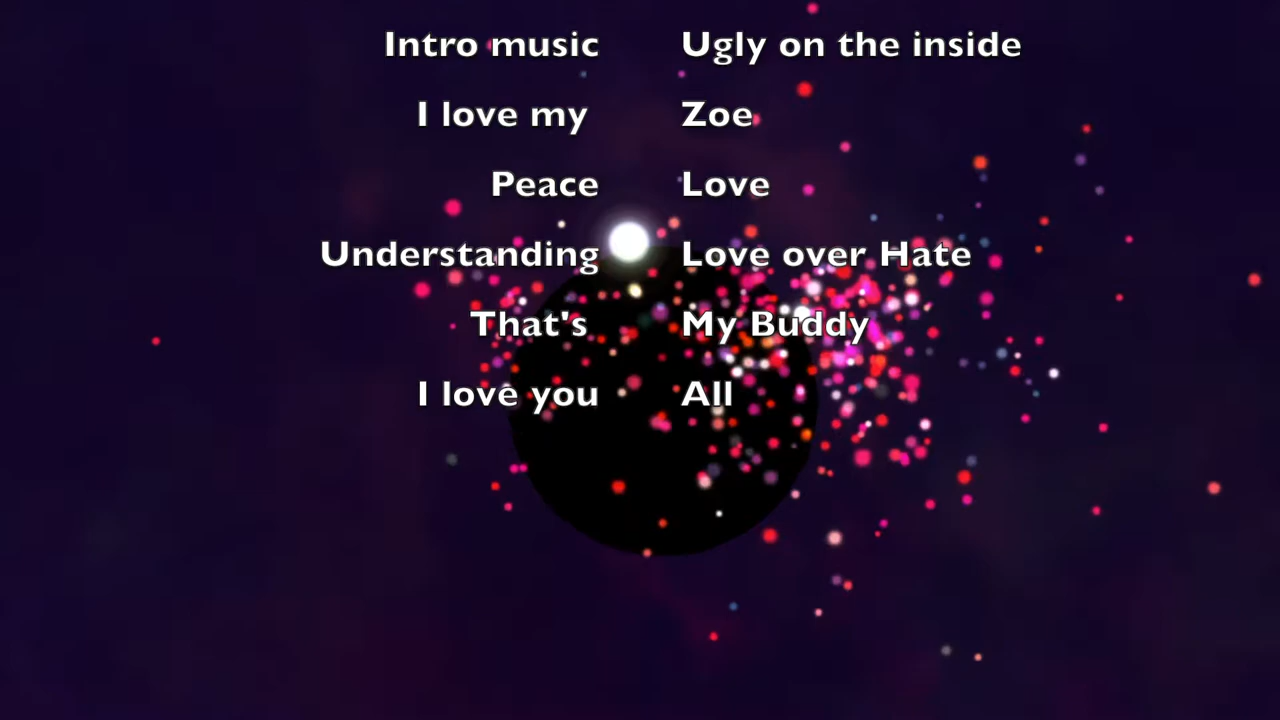 Intro music Ugly on the inside
I love my Zoe
Peace Love
Understanding Love over Hate
That's My Buddy
I love you All